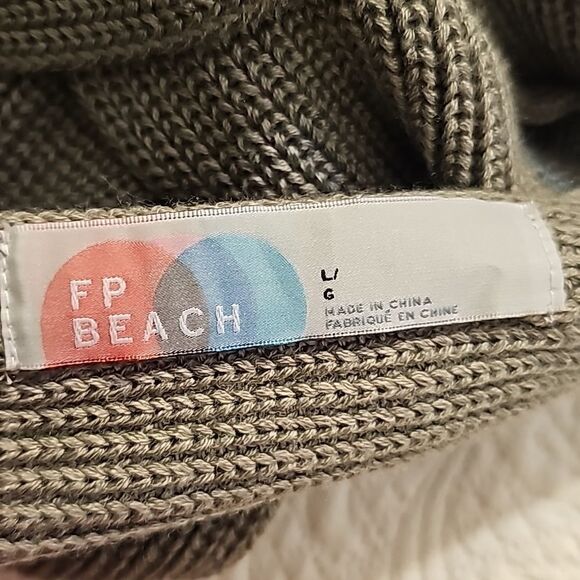 FP
BEACH
L/
G
MADE IN CHINA
FABRIQUÉ EN CHINE